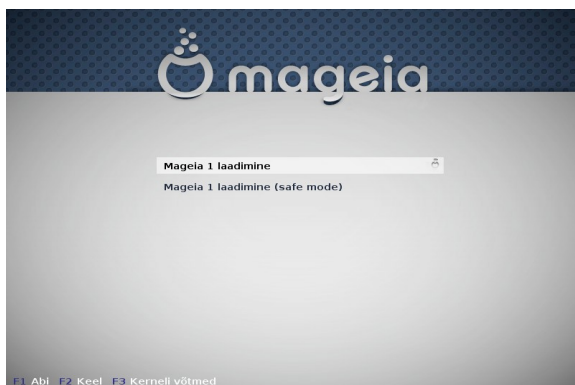 mageia
Mageia 1 laadimine
Mageia 1 laadimine (safe mode)
F1 Abi F2 Keel F3 Kerneli võtmed